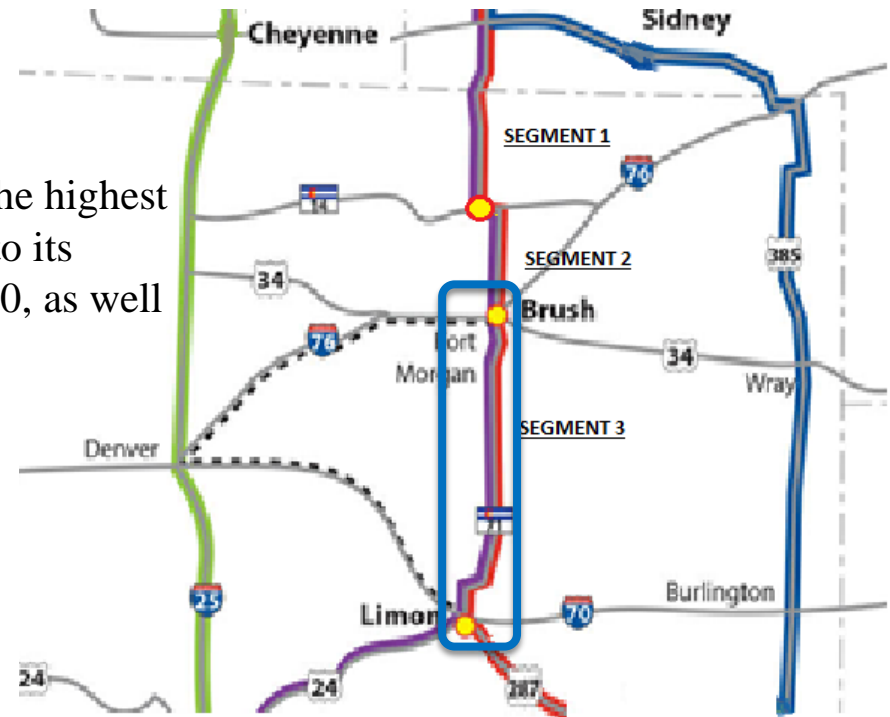 Cheyenne
Sidney
SEGMENT 1
76
he highest
14
o its
SEGMENT 2
385
34
0, as well
Brush
76
Fort
Morgan
34
Wray
SEGMENT 3
Denver
71
25
Burlington
Limon
70
24
24
287